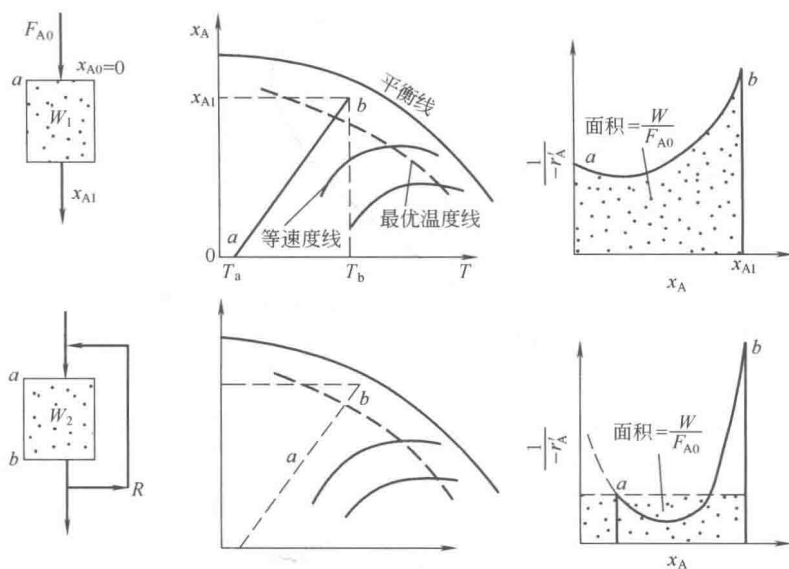 F_A0
x_A0=0
a
W_1
x_A1
x_A
x_A1
b
平衡线
a
等速度线
最优温度线
0
T_a
T_b
T
1/-r'_A
a
面积=W/F_A0
b
x_A1
x_A
a
W_2
b
R
a
b
1/-r'_A
a
面积=W/F_A0
b
x_A